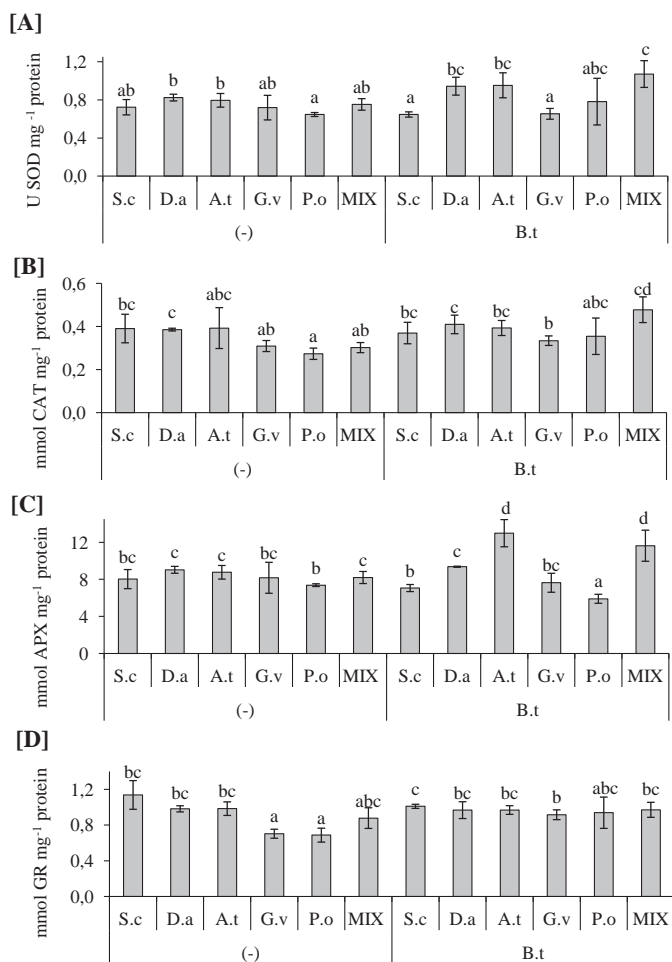 [A]
U SOD mg -1 protein
1,2
0,8
0,4
0,0
ab b b ab a ab a bc bc a abc c
S.c D.a A.t G.v P.o MIX S.c D.a A.t G.v P.o MIX
(-) B.t
[B]
mmol CAT mg-1 protein
0,6
0,4
0,2
0,0
bc c abc ab a ab bc c bc b abc cd
S.c D.a A.t G.v P.o MIX S.c D.a A.t G.v P.o MIX
(-) B.t
[C]
mmol APX mg-1 protein
12
8
4
0
bc c c bc b c b c d bc a d
S.c D.a A.t G.v P.o MIX S.c D.a A.t G.v P.o MIX
(-) B.t
[D]
mmol GR mg-1 protein
1,2
0,8
0,4
0,0
bc bc bc a a abc c bc bc b abc bc
S.c D.a A.t G.v P.o MIX S.c D.a A.t G.v P.o MIX
(-) B.t